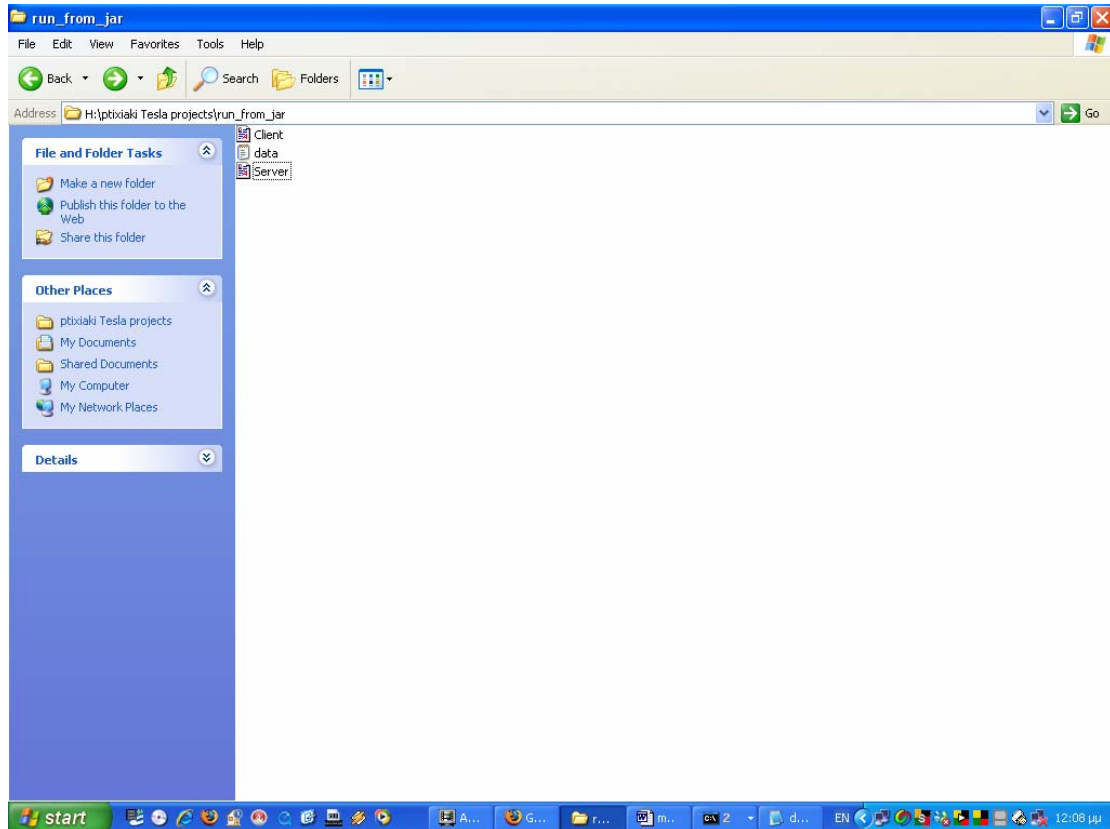 run_from_jar
File Edit View Favorites Tools Help
Back Search Folders
Address H:\ptixiaki Tesla projects\run_from_jar Go
File and Folder Tasks
Make a new folder
Publish this folder to the
Web
Share this folder
Other Places
ptixiaki Tesla projects
My Documents
Shared Documents
My Computer
My Network Places
Details
Client
data
Server
start A... G... r... m.. 2 d... EN 12:08 μμ